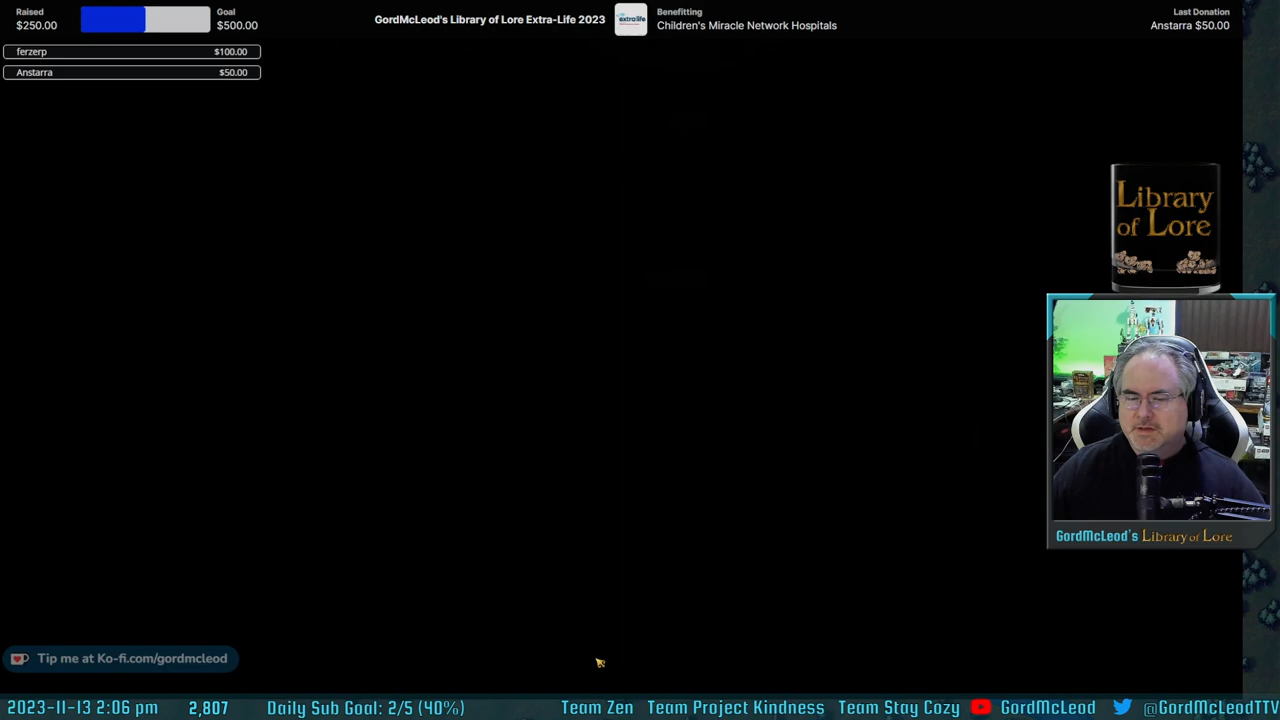 Raised
$250.00
Goal
$500.00
GordMcLeod's Library of Lore Extra-Life 2023
extralife
Benefitting
Children's Miracle Network Hospitals
Last Donation
Anstarra $50.00
ferzerp $100.00
Anstarra $50.00
Library
of Lore
GordMcLeod's Library of Lore
Tip me at Ko-fi.com/gordmcleod
2023-11-13 2:06 pm 2,807 Daily Sub Goal: 2/5 (40%) Team Zen Team Project Kindness Team Stay Cozy GordMcLeod @GordMcLeodTTV